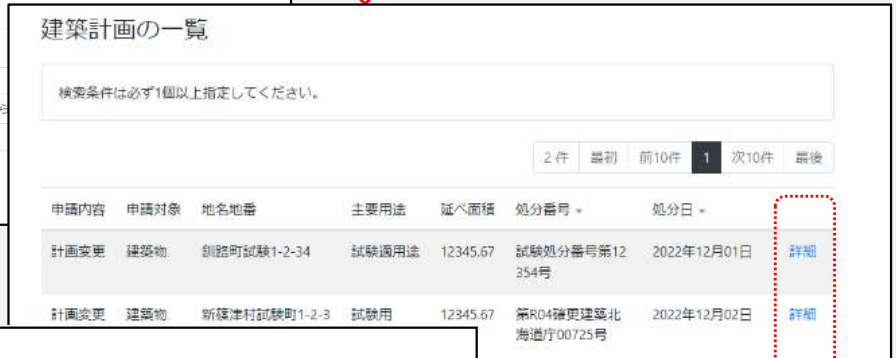 建築計画の一覧
検索条件は必ず1個以上指定してください。
ら
2件 最初 前10件 1 次10件 最後
申請内容 申請対象 地名地番 主要用途 延べ面積 処分番号 処分日
計画変更 建築物 釧路町試験1-2-34 試験適用途 12345.67 試験処分番号第12 2022年12月01日 詳細
354号
計画変更 建築物 新篠津村試験町1-2-3 試験用 12345.67 第R04確更建築北 2022年12月02日 詳細
海道庁00725号